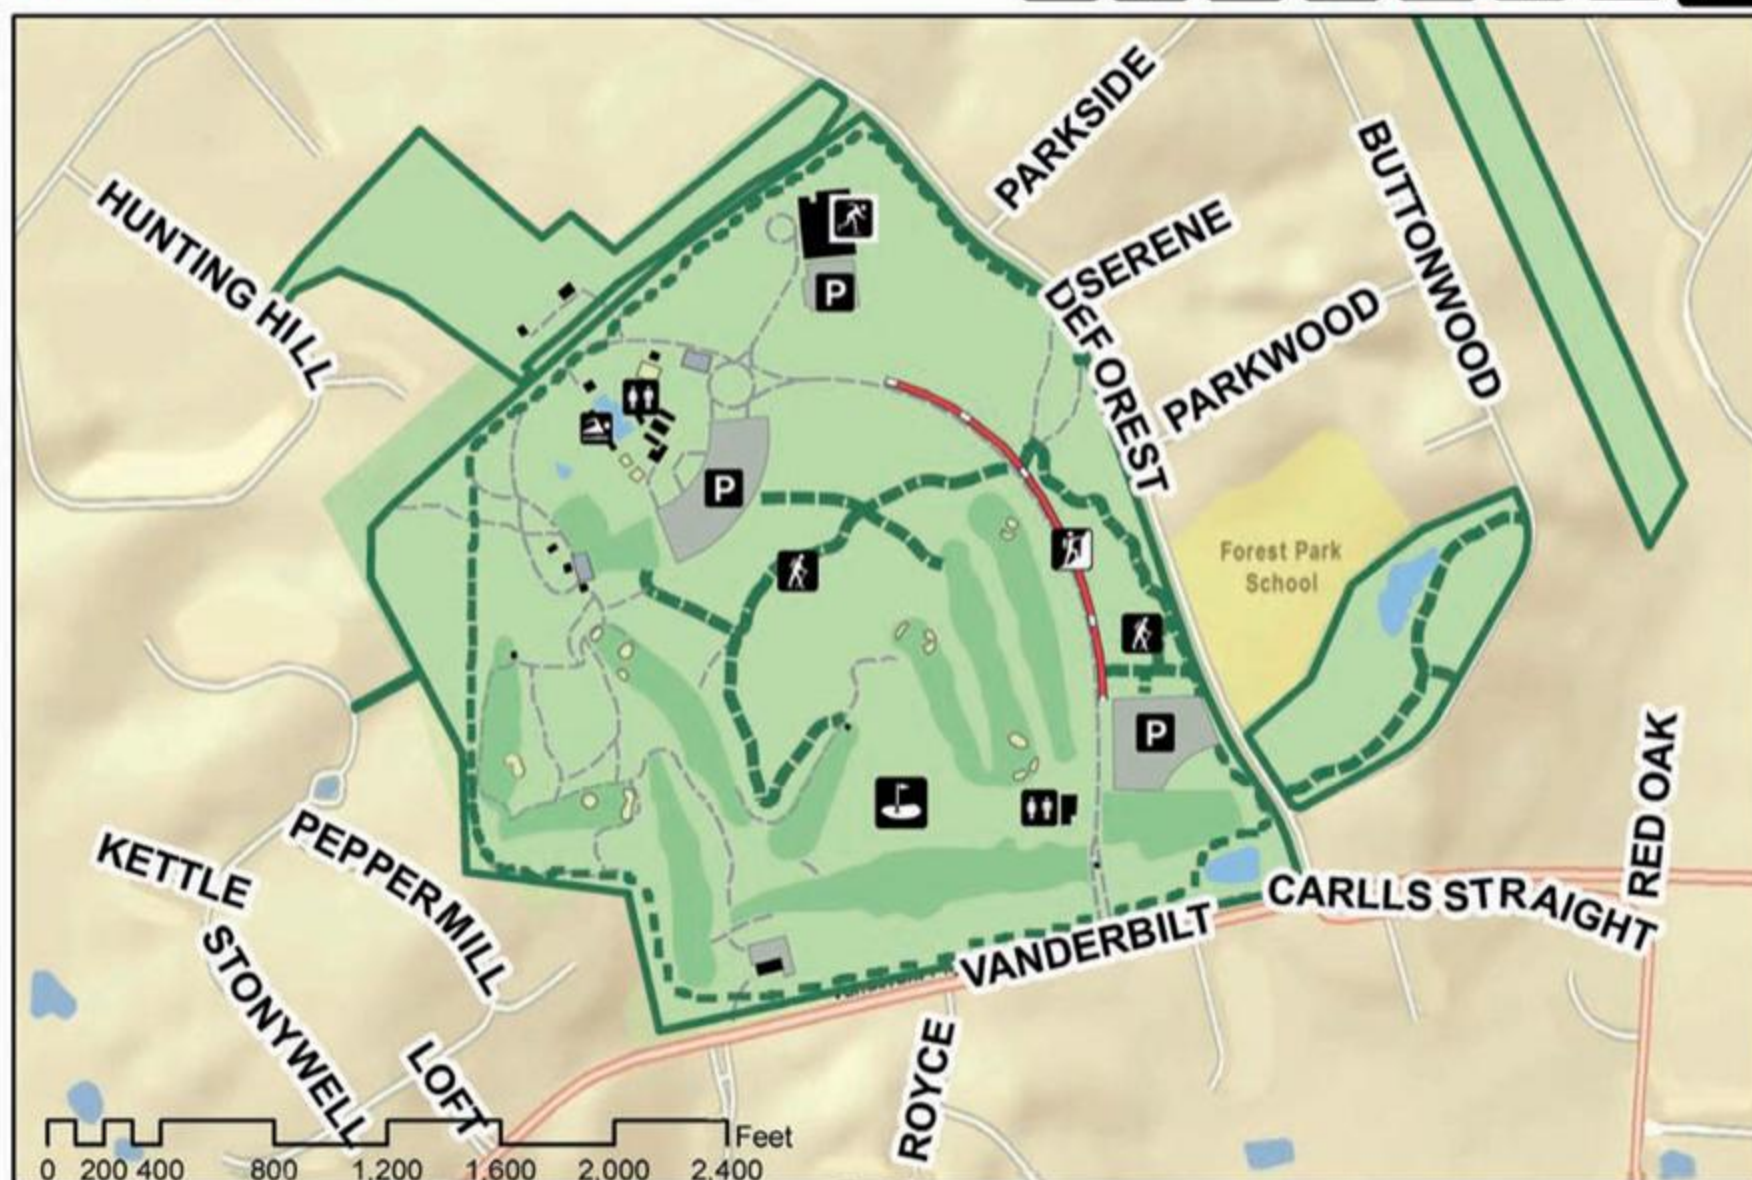 PARKSIDE
BUTTONWOOD
HUNTING HILL
SERENE
DEFOREST
PARKWOOD
P
P
Forest Park
School
P
RED OAK
KETTLE
PEPPERMILL
CARLLS STRAIGHT
VANDERBILT
STONYWELL
LOFT
ROYCE
Feet
0 200 400 800 1,200 1,600 2,000 2,400